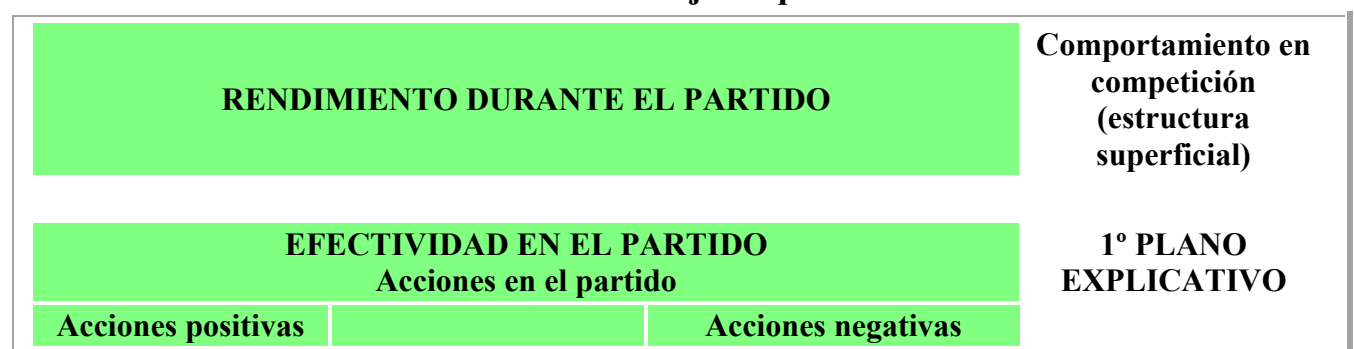 RENDIMIENTO DURANTE EL PARTIDO
Comportamiento en
competición
(estructura
superficial)
EFECTIVIDAD EN EL PARTIDO
Acciones en el partido
1º PLANO
EXPLICATIVO
Acciones positivas
Acciones negativas